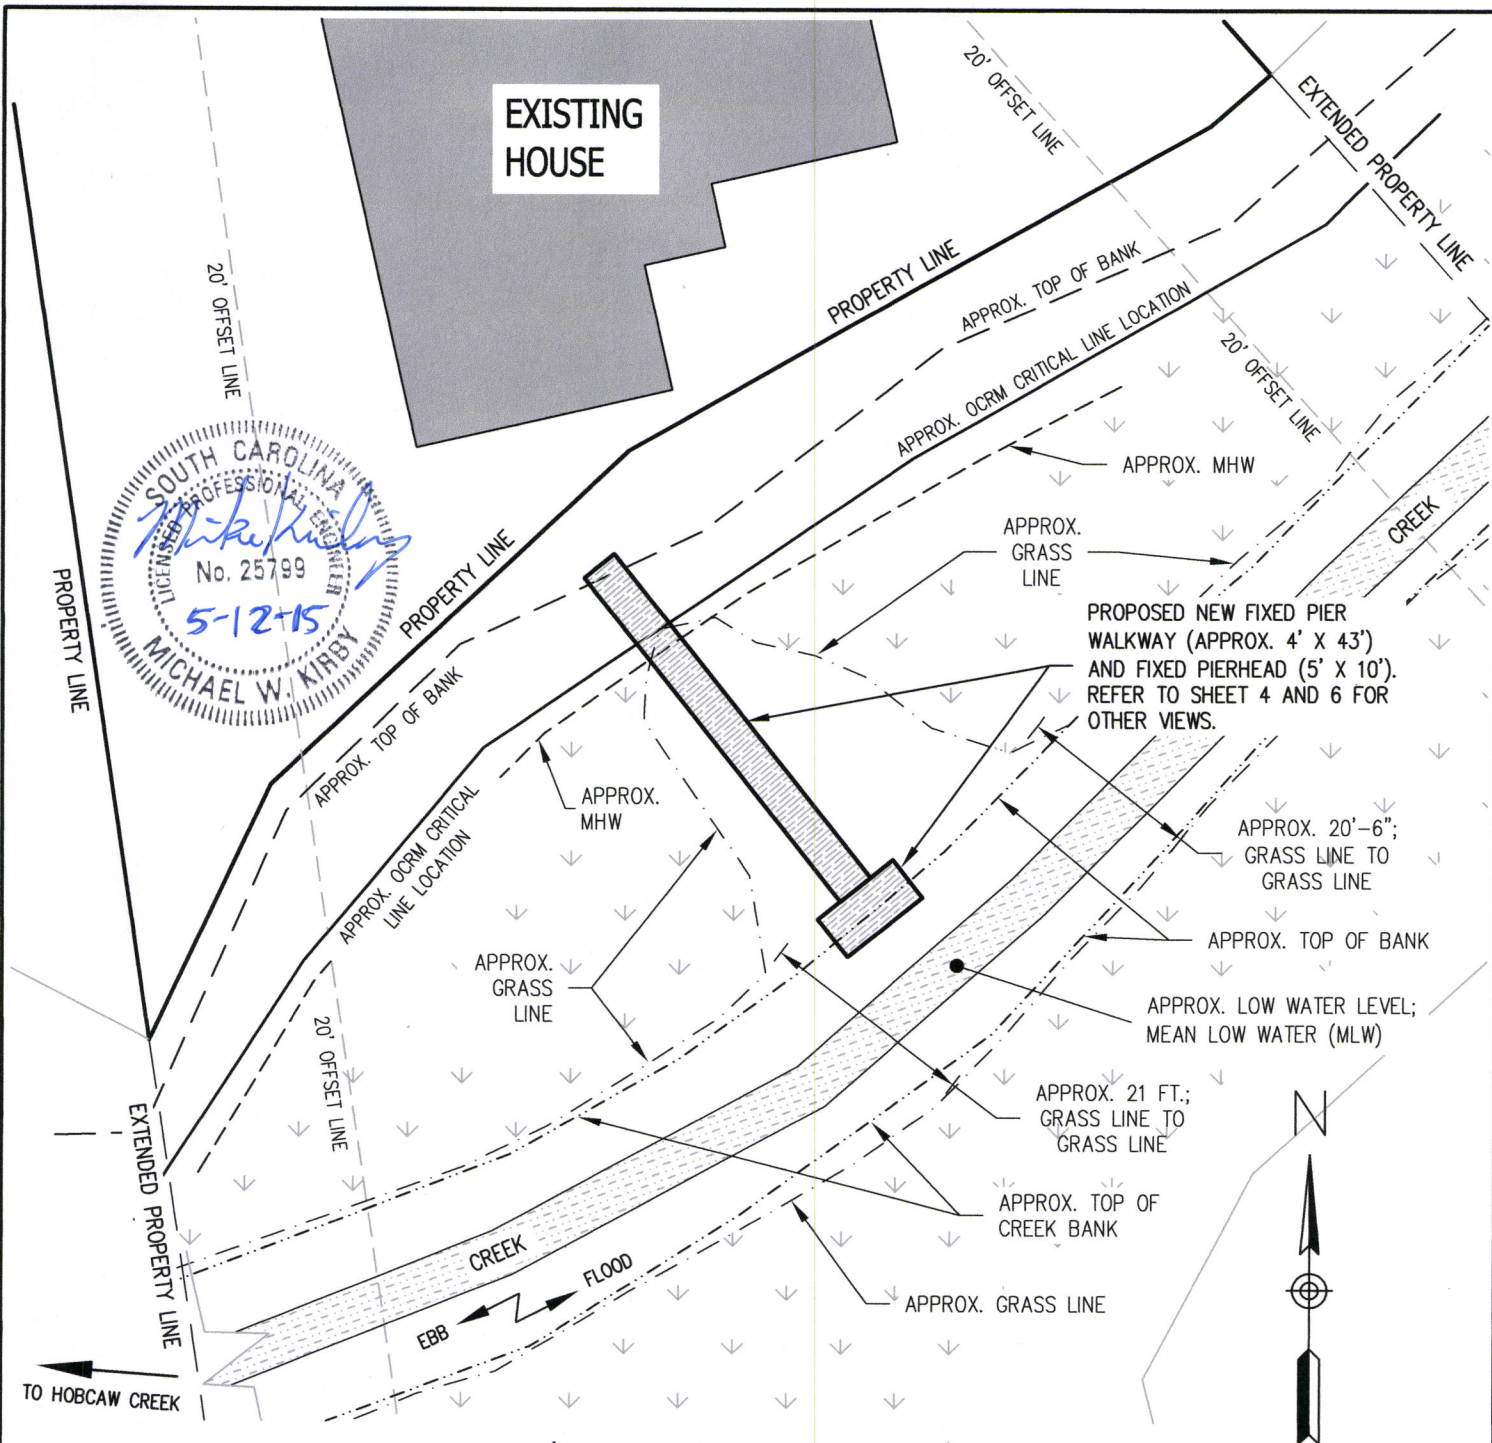 EXISTING
HOUSE
20' OFFSET LINE
EXTENDED PROPERTY LINE
20' OFFSET LINE
PROPERTY LINE
APPROX. TOP OF BANK
APPROX. OCRM CRITICAL LINE LOCATION
20' OFFSET LINE
APPROX. MHW
SOUTH CAROLINA
LICENSED PROFESSIONAL ENGINEER
No. 25799
5-12-15
MICHAEL W. KIRBY
PROPERTY LINE
PROPERTY LINE
APPROX.
GRASS
LINE
CREEK
PROPOSED NEW FIXED PIER
WALKWAY (APPROX. 4' X 43')
AND FIXED PIERHEAD (5' X 10').
REFER TO SHEET 4 AND 6 FOR
OTHER VIEWS.
APPROX. TOP OF BANK
APPROX.
MHW
APPROX. OCRM CRITICAL
LINE LOCATION
APPROX. 20'-6";
GRASS LINE TO
GRASS LINE
APPROX. TOP OF BANK
APPROX.
GRASS
LINE
APPROX. LOW WATER LEVEL;
MEAN LOW WATER (MLW)
20' OFFSET LINE
APPROX. 21 FT.;
GRASS LINE TO
GRASS LINE
N
EXTENDED PROPERTY LINE
APPROX. TOP OF
CREEK BANK
CREEK
FLOOD
EBB
APPROX. GRASS LINE
TO HOBCAW CREEK